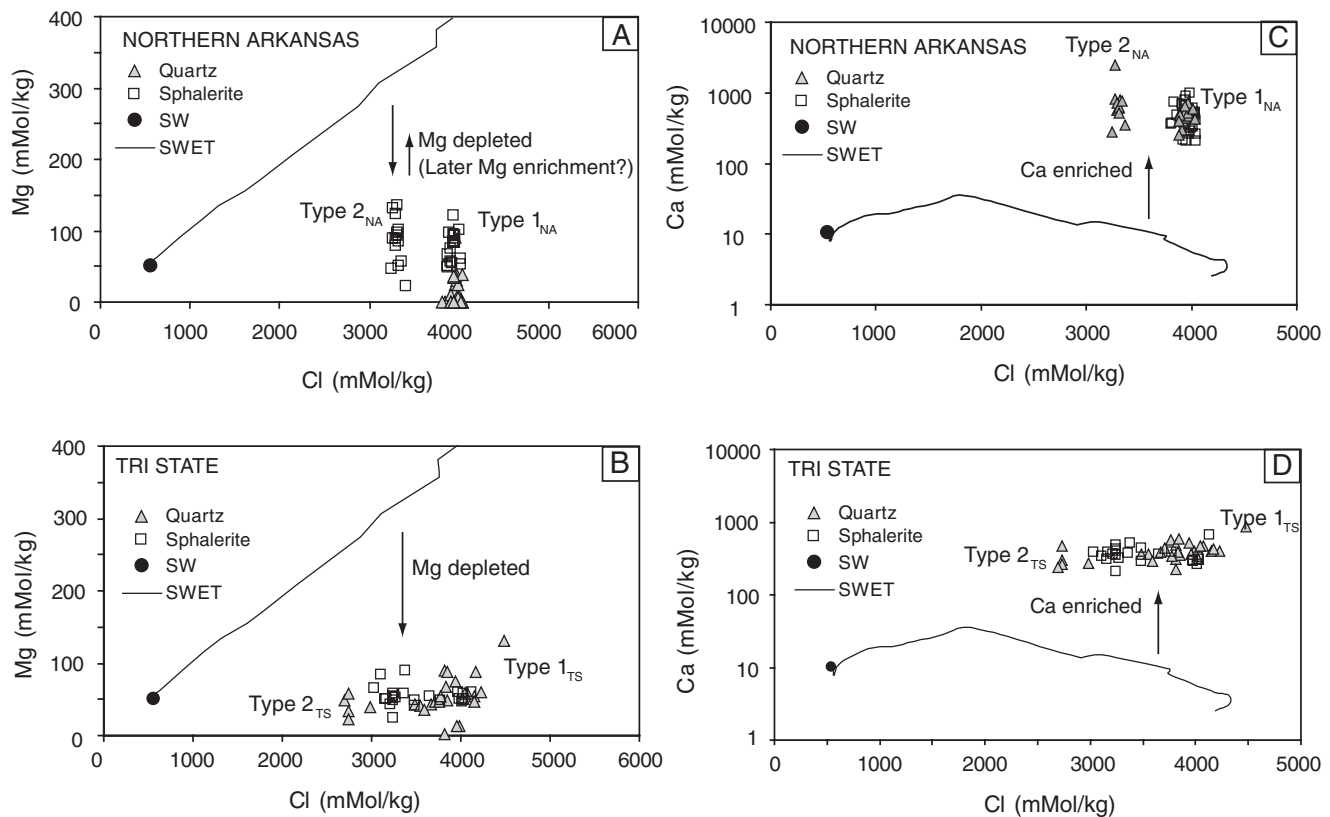 400
300
200
100
0
Mg (mMol/kg)
NORTHERN ARKANSAS
Quartz
Sphalerite
SW
SWET
A
Mg depleted
(Later Mg enrichment?)
Type 2NA
Type 1NA
0 1000 2000 3000 4000 5000 6000
Cl (mMol/kg)
10000
1000
100
10
1
Ca (mMol/kg)
NORTHERN ARKANSAS
Quartz
Sphalerite
SW
SWET
C
Type 2NA
Type 1NA
Ca enriched
0 1000 2000 3000 4000 5000
Cl (mMol/kg)
400
300
200
100
0
Mg (mMol/kg)
TRI STATE
Quartz
Sphalerite
SW
SWET
B
Mg depleted
Type 1TS
Type 2TS
0 1000 2000 3000 4000 5000 6000
Cl (mMol/kg)
10000
1000
100
10
1
Ca (mMol/kg)
TRI STATE
Quartz
Sphalerite
SW
SWET
D
Type 1TS
Type 2TS
Ca enriched
0 1000 2000 3000 4000 5000
Cl (mMol/kg)